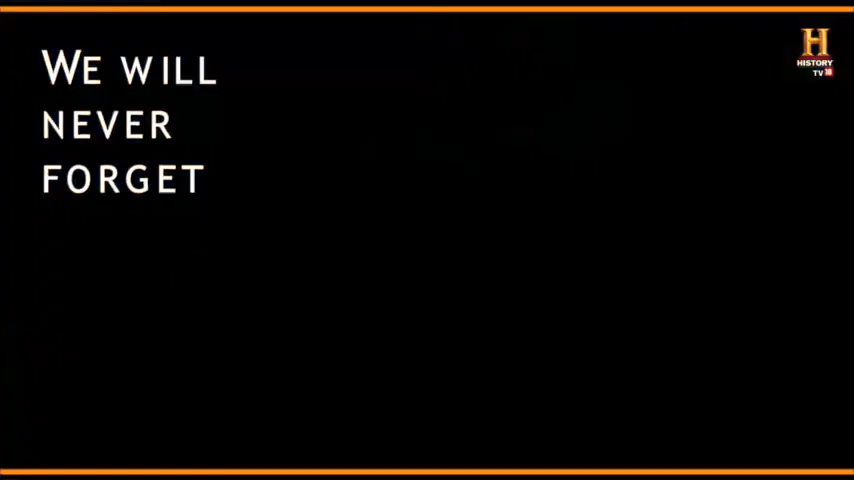 WE WILL
NEVER
FORGET
H
HISTORY
TV18